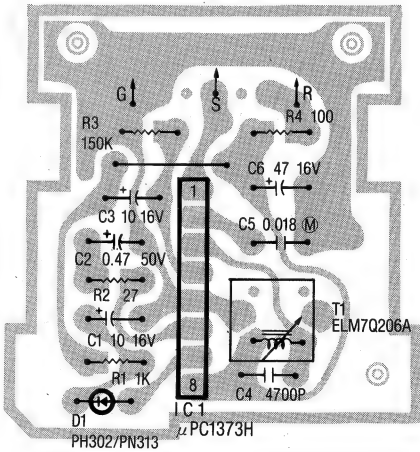 G
S
R
R3
150K
R4 100
C6 47 16V
+
+
1
C3 10 16V
C5 0.018 Ⓜ
+
C2 0.47 50V
R2 27
+
T1
ELM7Q206A
C1 10 16V
R1 1K
8
C4 4700P
D1
IC1
PH302/PN313
μPC1373H